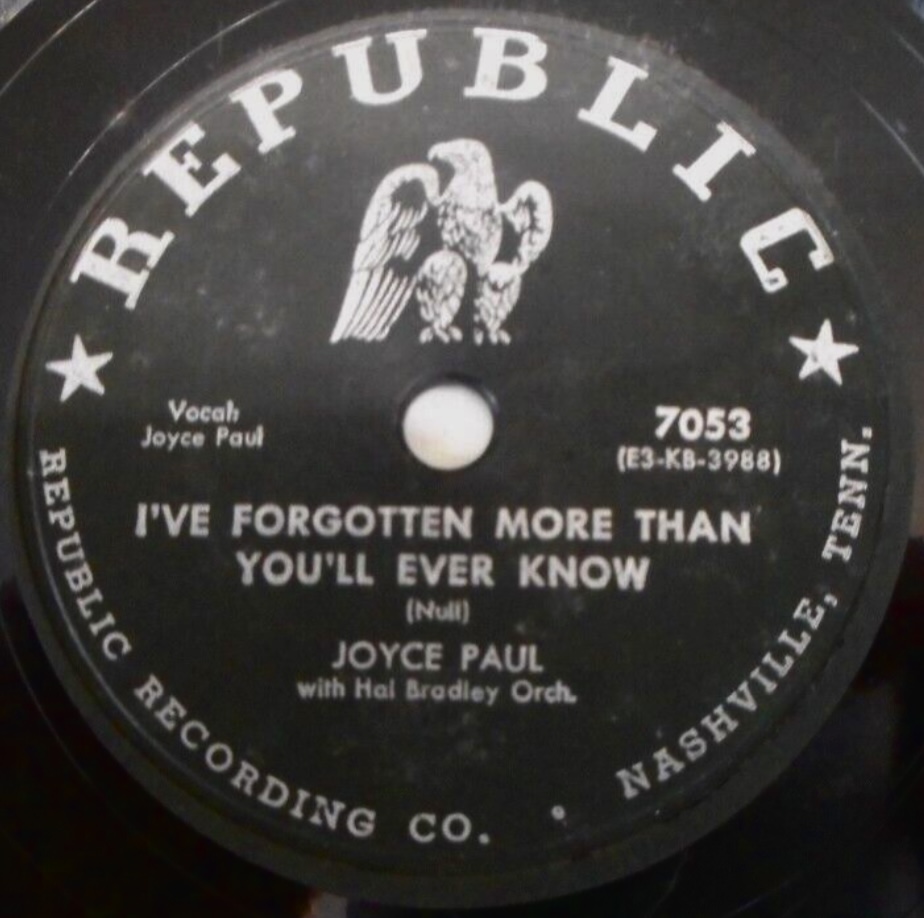 REPUBLIC
Vocal:
Joyce Paul
7053
(E3-KB-3988)
I'VE FORGOTTEN MORE THAN
YOU'LL EVER KNOW
(Null)
JOYCE PAUL
with Hal Bradley Orch.
REPUBLIC RECORDING CO. • NASHVILLE, TENN.